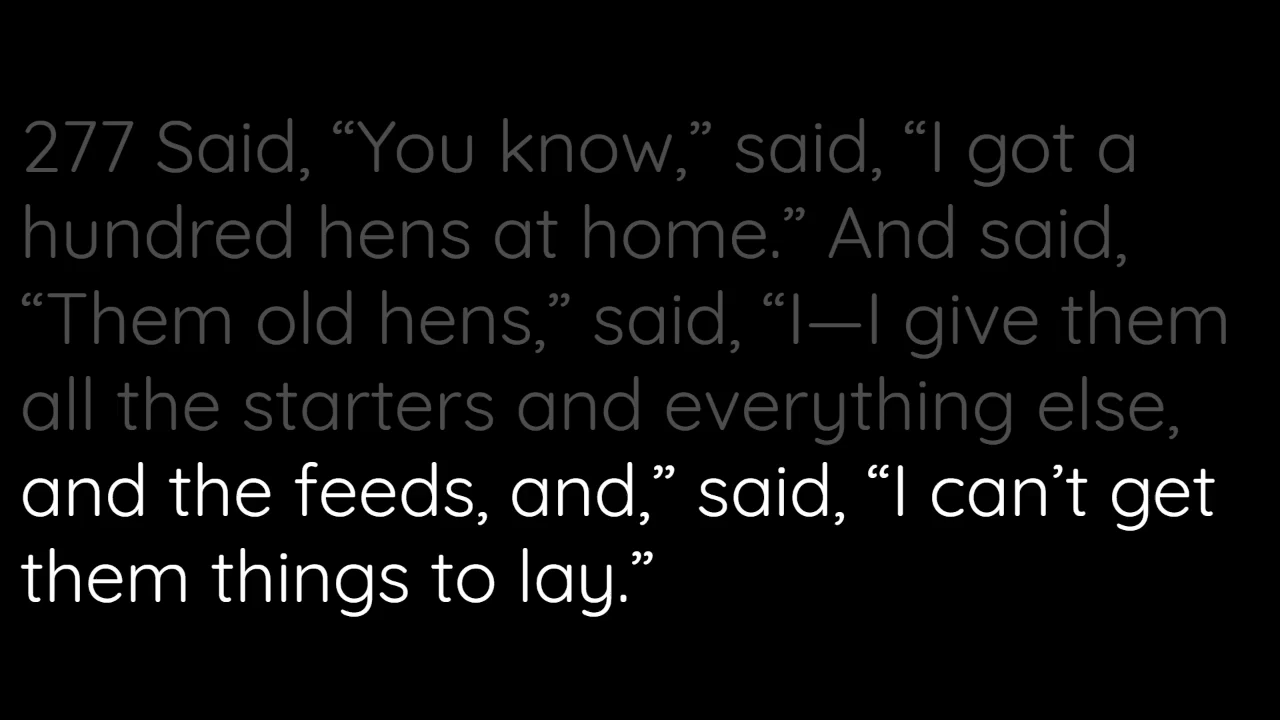 277 Said, “You know,” said, “I got a
hundred hens at home.” And said,
“Them old hens,” said, “I—I give them
all the starters and everything else,
and the feeds, and,” said, “I can’t get
them things to lay.”